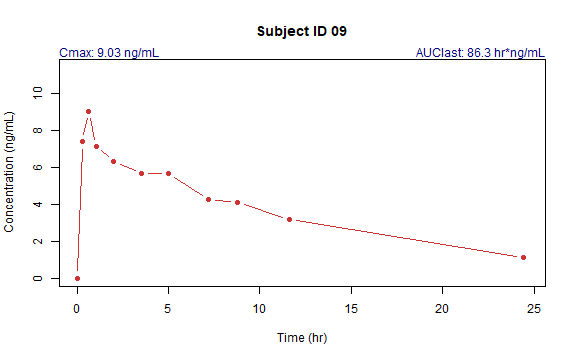 Subject ID 09
Cmax: 9.03 ng/mL AUClast: 86.3 hr*ng/mL
Concentration (ng/mL)
10
8
6
4
2
0
0 5 10 15 20 25
Time (hr)